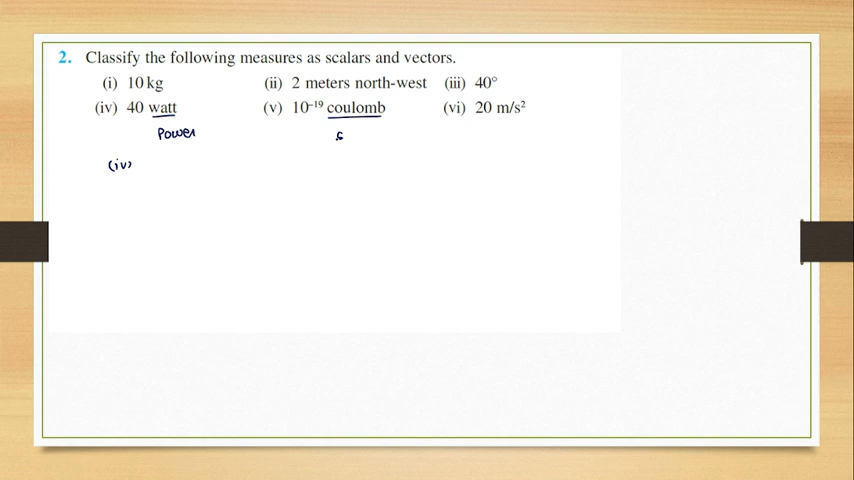 2. Classify the following measures as scalars and vectors.
(i) 10 kg (ii) 2 meters north-west (iii) 40°
(iv) 40 watt (v) 10⁻¹⁹ coulomb (vi) 20 m/s²
Power
(iv)